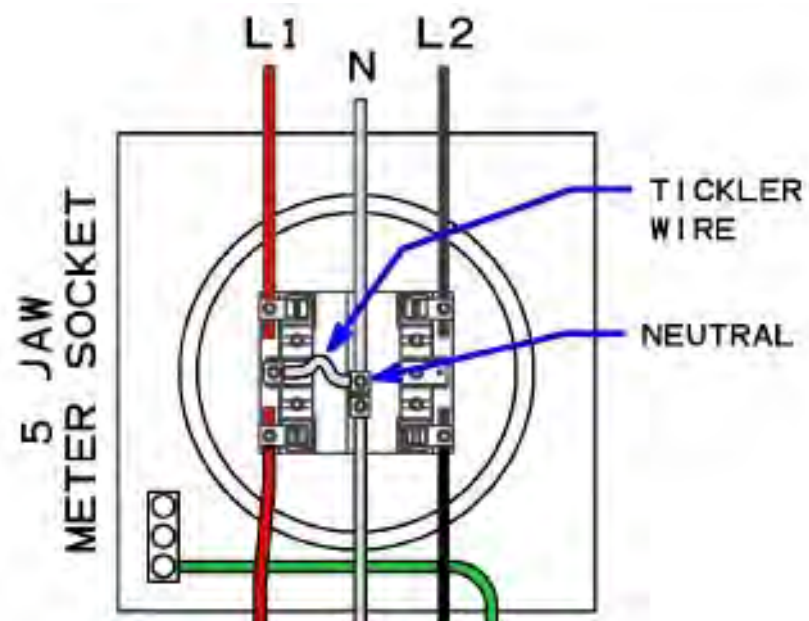 L1
N
L2
TICKLER
WIRE
NEUTRAL
5 JAW
METER SOCKET